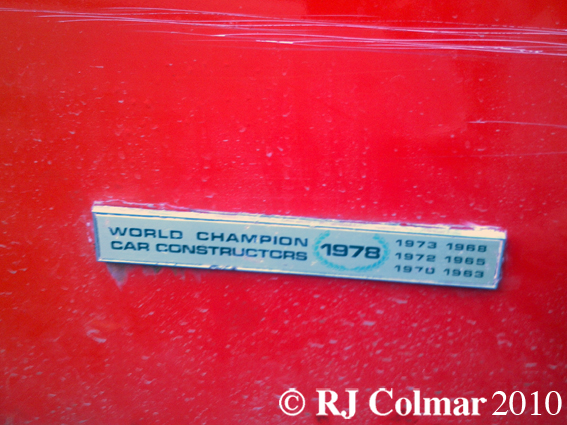 WORLD CHAMPION
CAR CONSTRUCTORS
1978
1973 1968
1972 1965
1970 1963
© RJ Colmar 2010